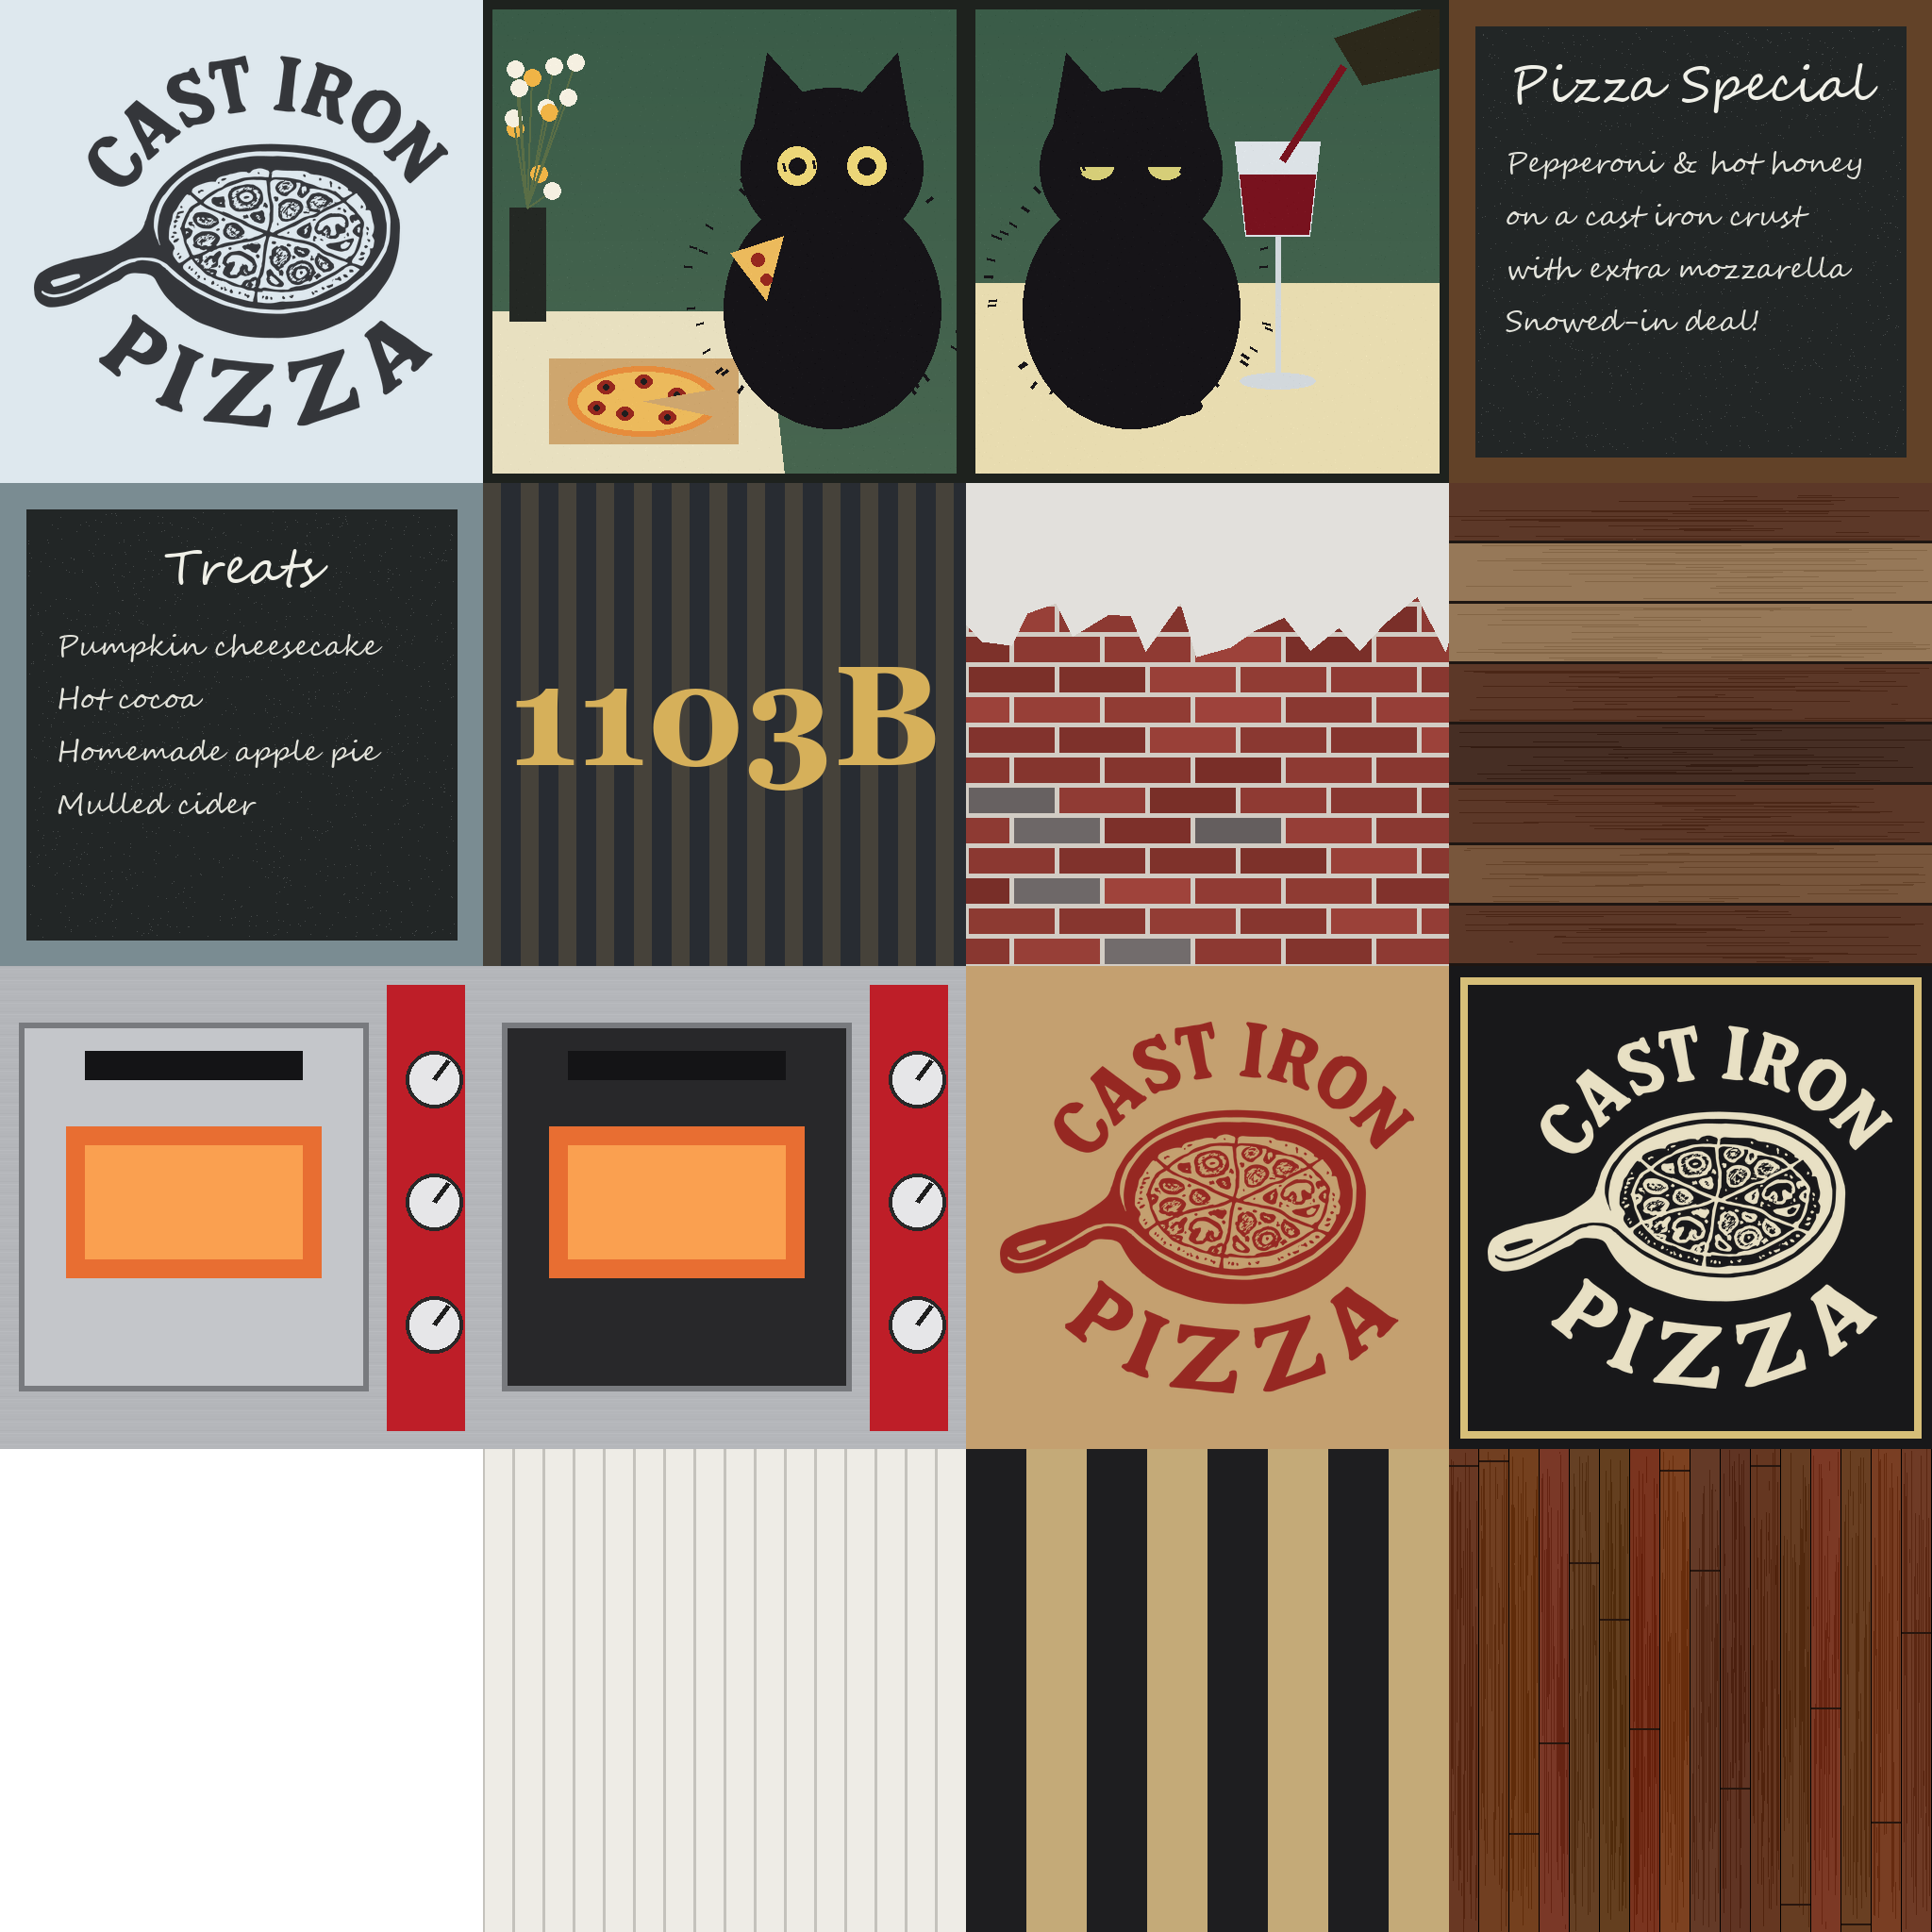 CAST IRON
PIZZA
Pizza Special
Pepperoni & hot honey
on a cast iron crust
with extra mozzarella
Snowed-in deal!
Treats
Pumpkin cheesecake
Hot cocoa
Homemade apple pie
Mulled cider
1103B
CAST IRON
PIZZA
CAST IRON
PIZZA